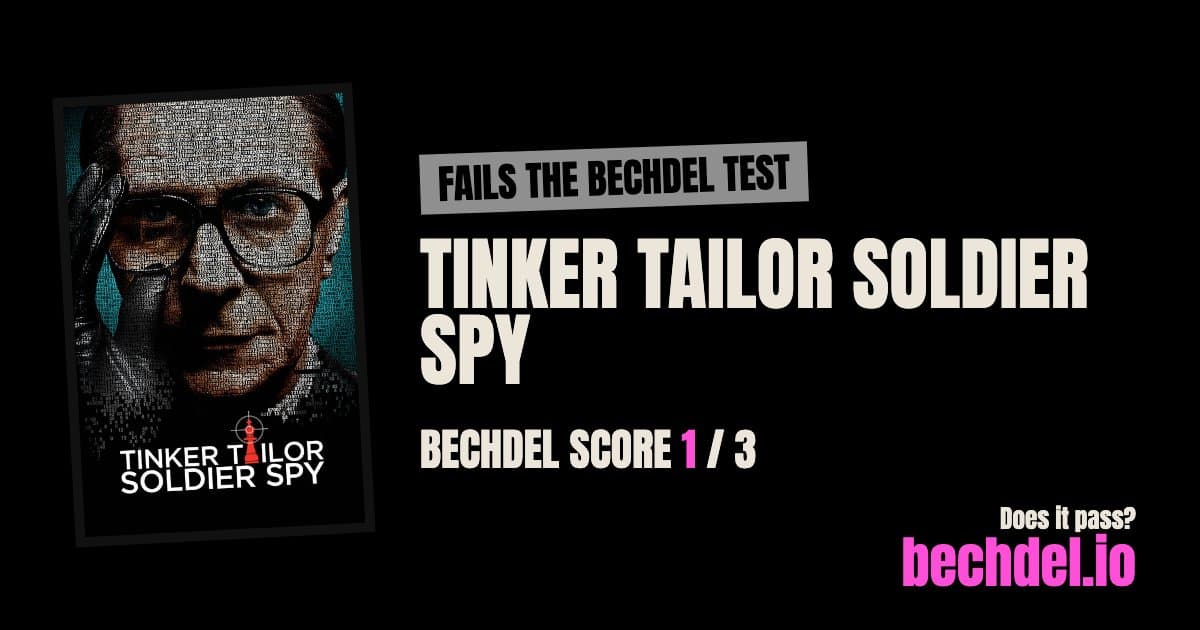 FAILS THE BECHDEL TEST
TINKER TAILOR SOLDIER
SPY
BECHDEL SCORE 1 / 3
TINKER TAILOR
SOLDIER SPY
Does it pass?
bechdel.io